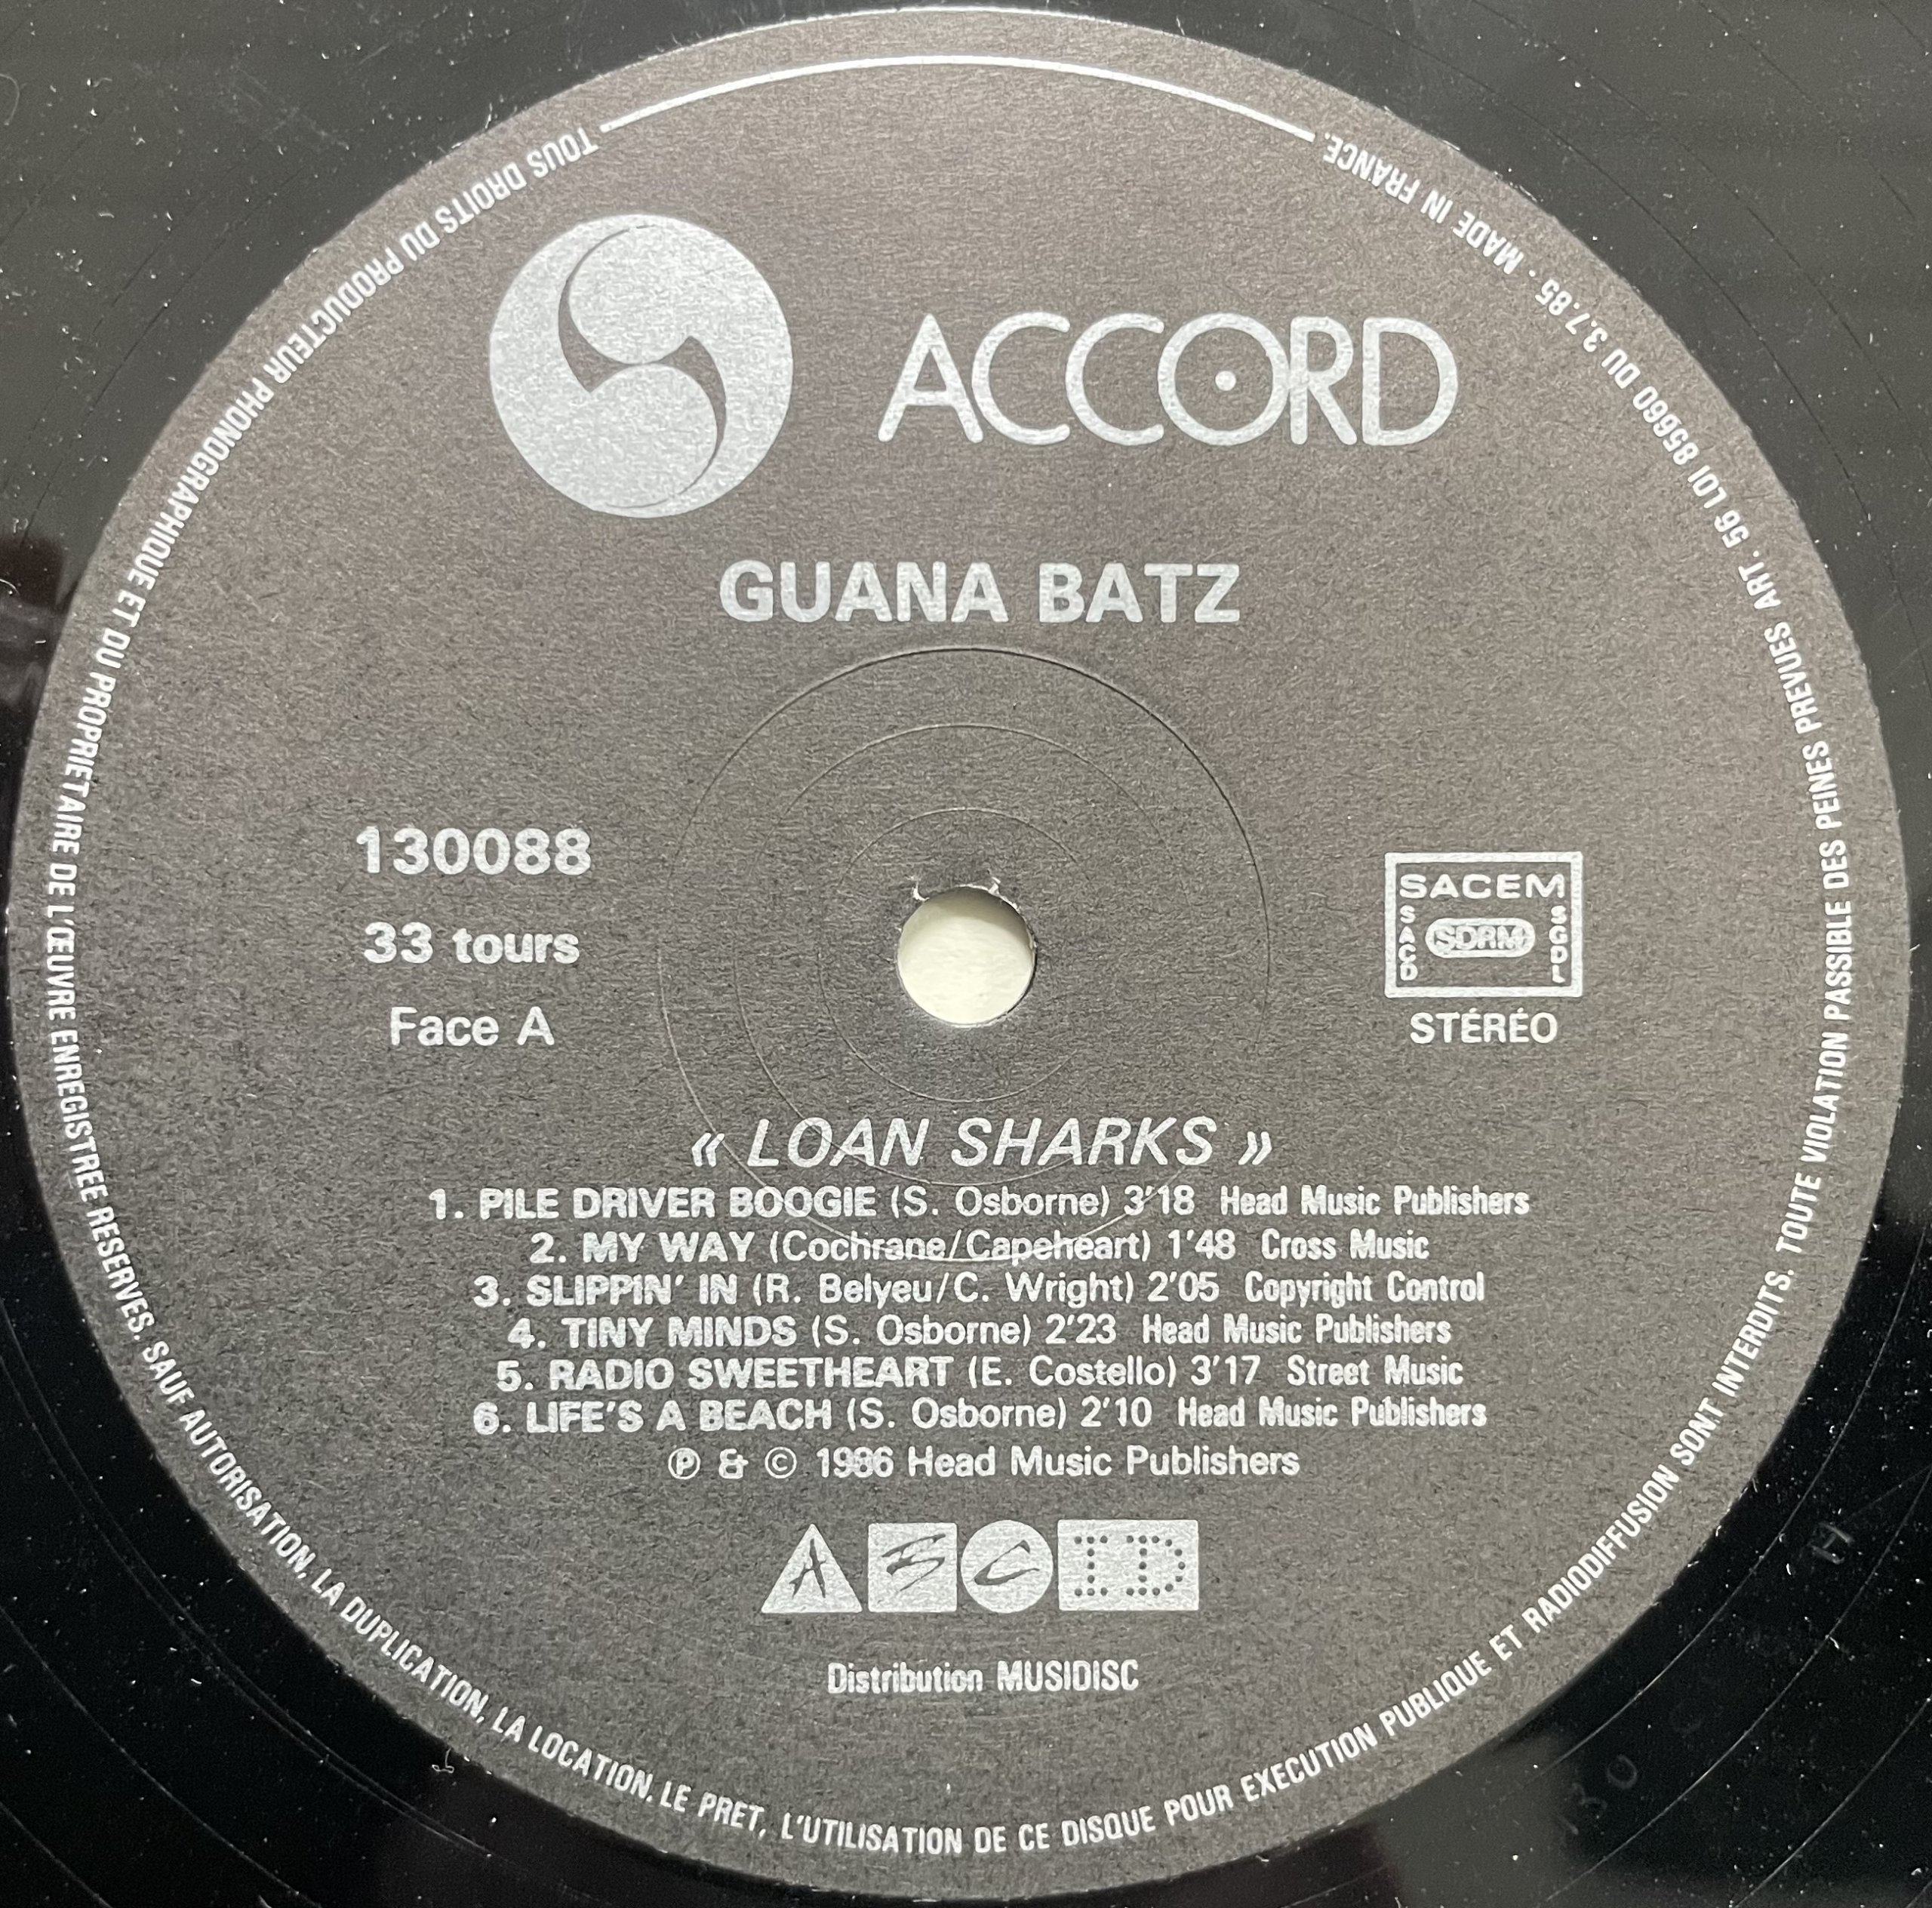 ACCORD
GUANA BATZ
130088
33 tours
Face A
SACEM
SACD
SDRM
SGDL
STÉRÉO
« LOAN SHARKS »
1. PILE DRIVER BOOGIE (S. Osborne) 3'18 Head Music Publishers
2. MY WAY (Cochrane/Capeheart) 1'48 Cross Music
3. SLIPPIN' IN (R. Belyeu/C. Wright) 2'05 Copyright Control
4. TINY MINDS (S. Osborne) 2'23 Head Music Publishers
5. RADIO SWEETHEART (E. Costello) 3'17 Street Music
6. LIFE'S A BEACH (S. Osborne) 2'10 Head Music Publishers
℗ & © 1986 Head Music Publishers
ABC ID
Distribution MUSIDISC
TOUS DROITS DU PRODUCTEUR PHONOGRAPHIQUE ET DU PROPRIETAIRE DE L'ŒUVRE ENREGISTREE RESERVES. SAUF AUTORISATION, LA DUPLICATION, LA LOCATION, LE PRET, L'UTILISATION DE CE DISQUE POUR EXECUTION PUBLIQUE ET RADIODIFFUSION SONT INTERDITS. TOUTE VIOLATION PASSIBLE DES PEINES PREVUES ART. 56 LOI 85660 DU 3.7.85 · MADE IN FRANCE.